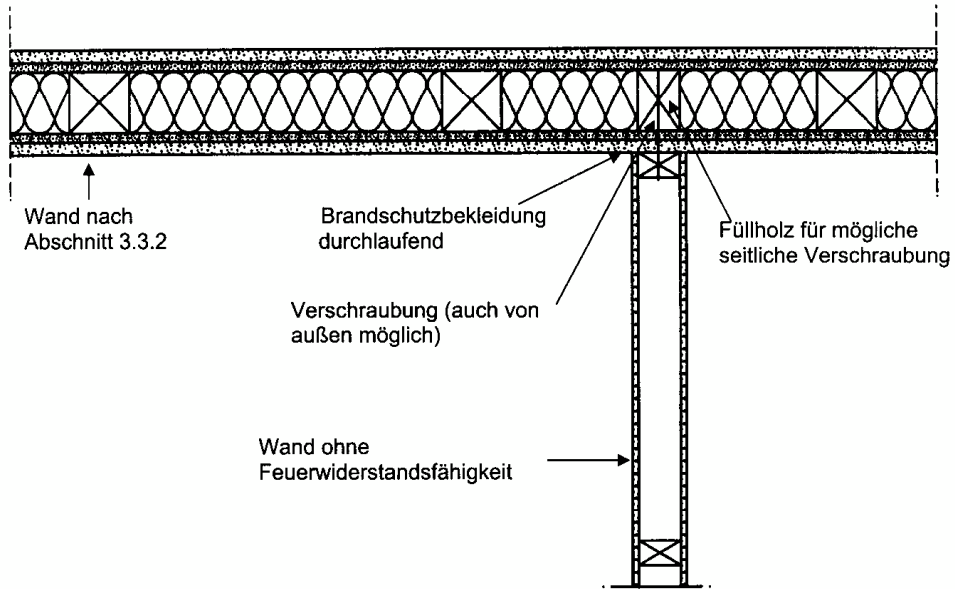 Wand nach
Abschnitt 3.3.2
Brandschutzbekleidung
durchlaufend
Füllholz für mögliche
seitliche Verschraubung
Verschraubung (auch von
außen möglich)
Wand ohne
Feuerwiderstandsfähigkeit